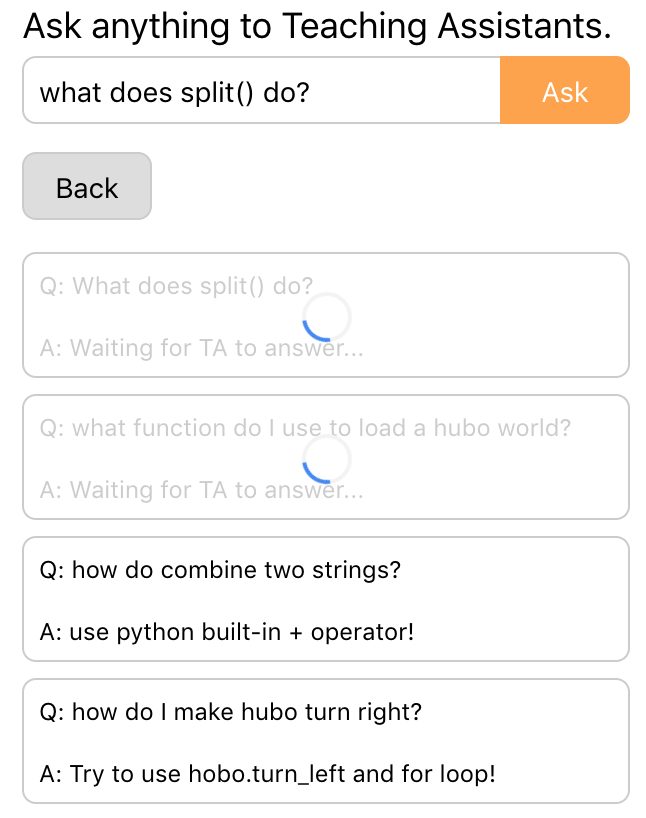 Ask anything to Teaching Assistants.
what does split() do?
Ask
Back
Q: What does split() do?
A: Waiting for TA to answer...
Q: what function do I use to load a hubo world?
A: Waiting for TA to answer...
Q: how do combine two strings?
A: use python built-in + operator!
Q: how do I make hubo turn right?
A: Try to use hobo.turn_left and for loop!